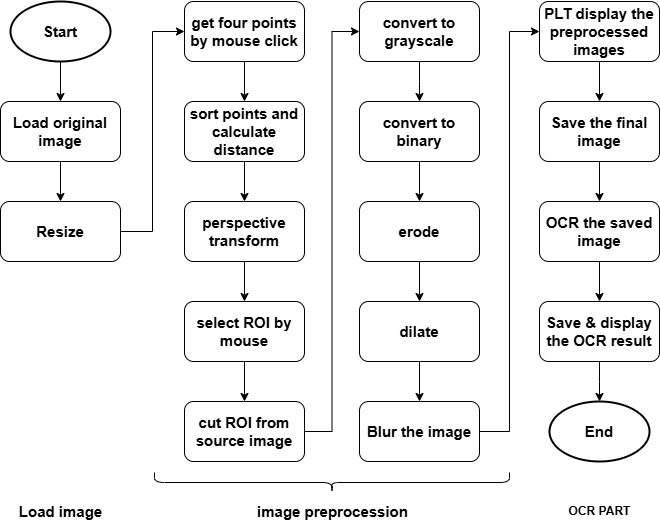 Start
Load original
image
Resize
get four points
by mouse click
sort points and
calculate
distance
perspective
transform
select ROI by
mouse
cut ROI from
source image
convert to
grayscale
convert to
binary
erode
dilate
Blur the image
PLT display the
preprocessed
images
Save the final
image
OCR the saved
image
Save & display
the OCR result
End
Load image
image preprocession
OCR PART